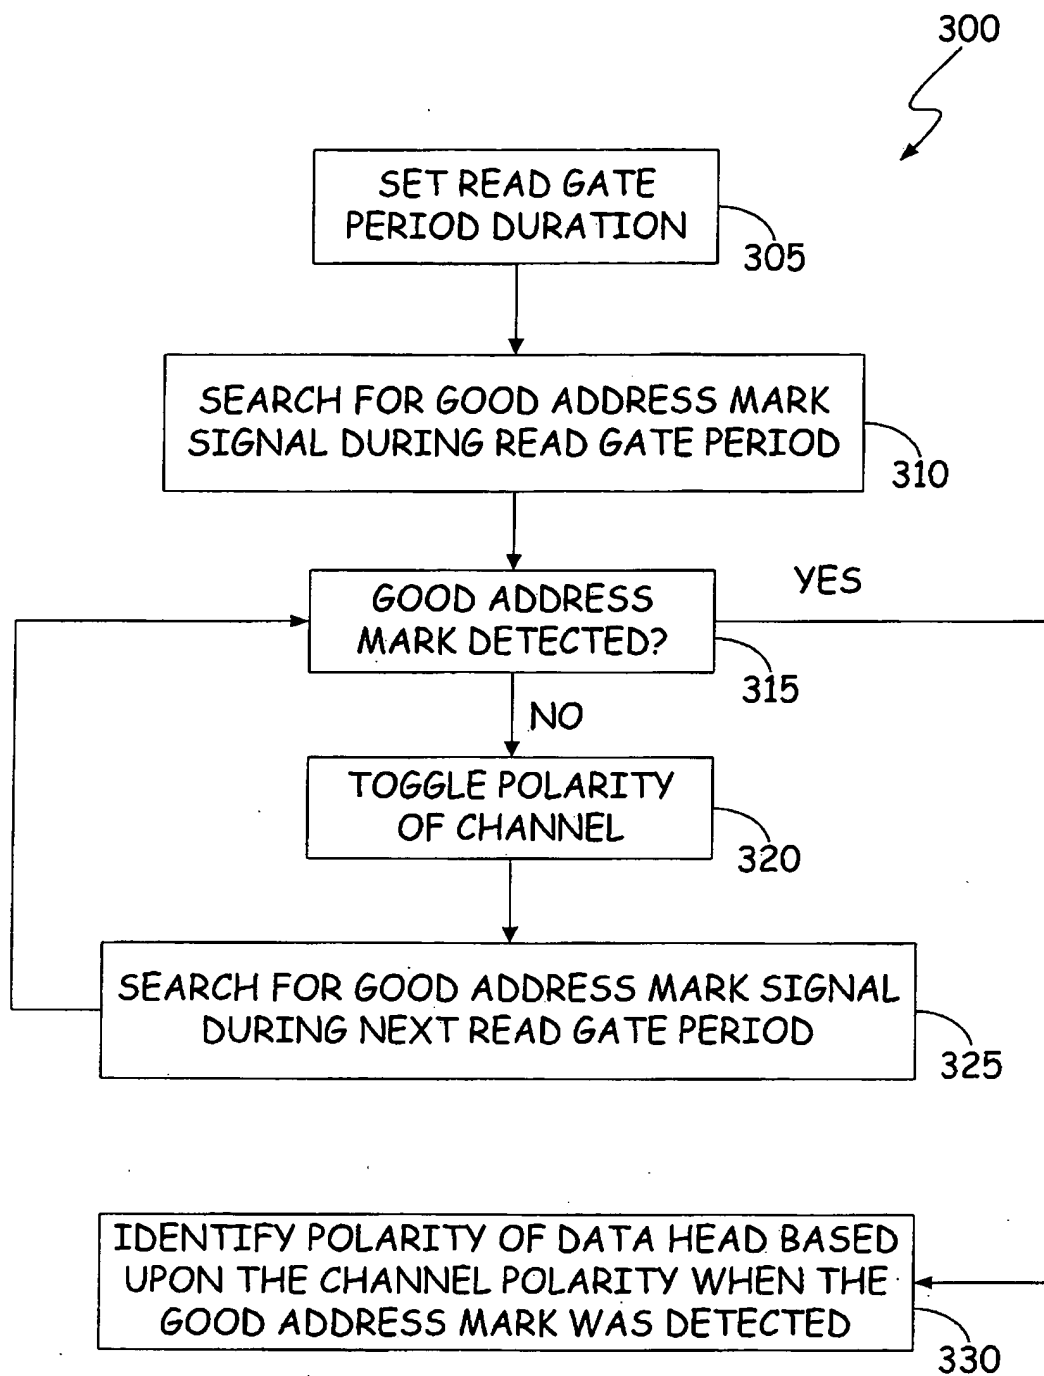 300
SET READ GATE
PERIOD DURATION
305
SEARCH FOR GOOD ADDRESS MARK
SIGNAL DURING READ GATE PERIOD
310
GOOD ADDRESS
MARK DETECTED?
YES
315
NO
TOGGLE POLARITY
OF CHANNEL
320
SEARCH FOR GOOD ADDRESS MARK SIGNAL
DURING NEXT READ GATE PERIOD
325
IDENTIFY POLARITY OF DATA HEAD BASED
UPON THE CHANNEL POLARITY WHEN THE
GOOD ADDRESS MARK WAS DETECTED
330